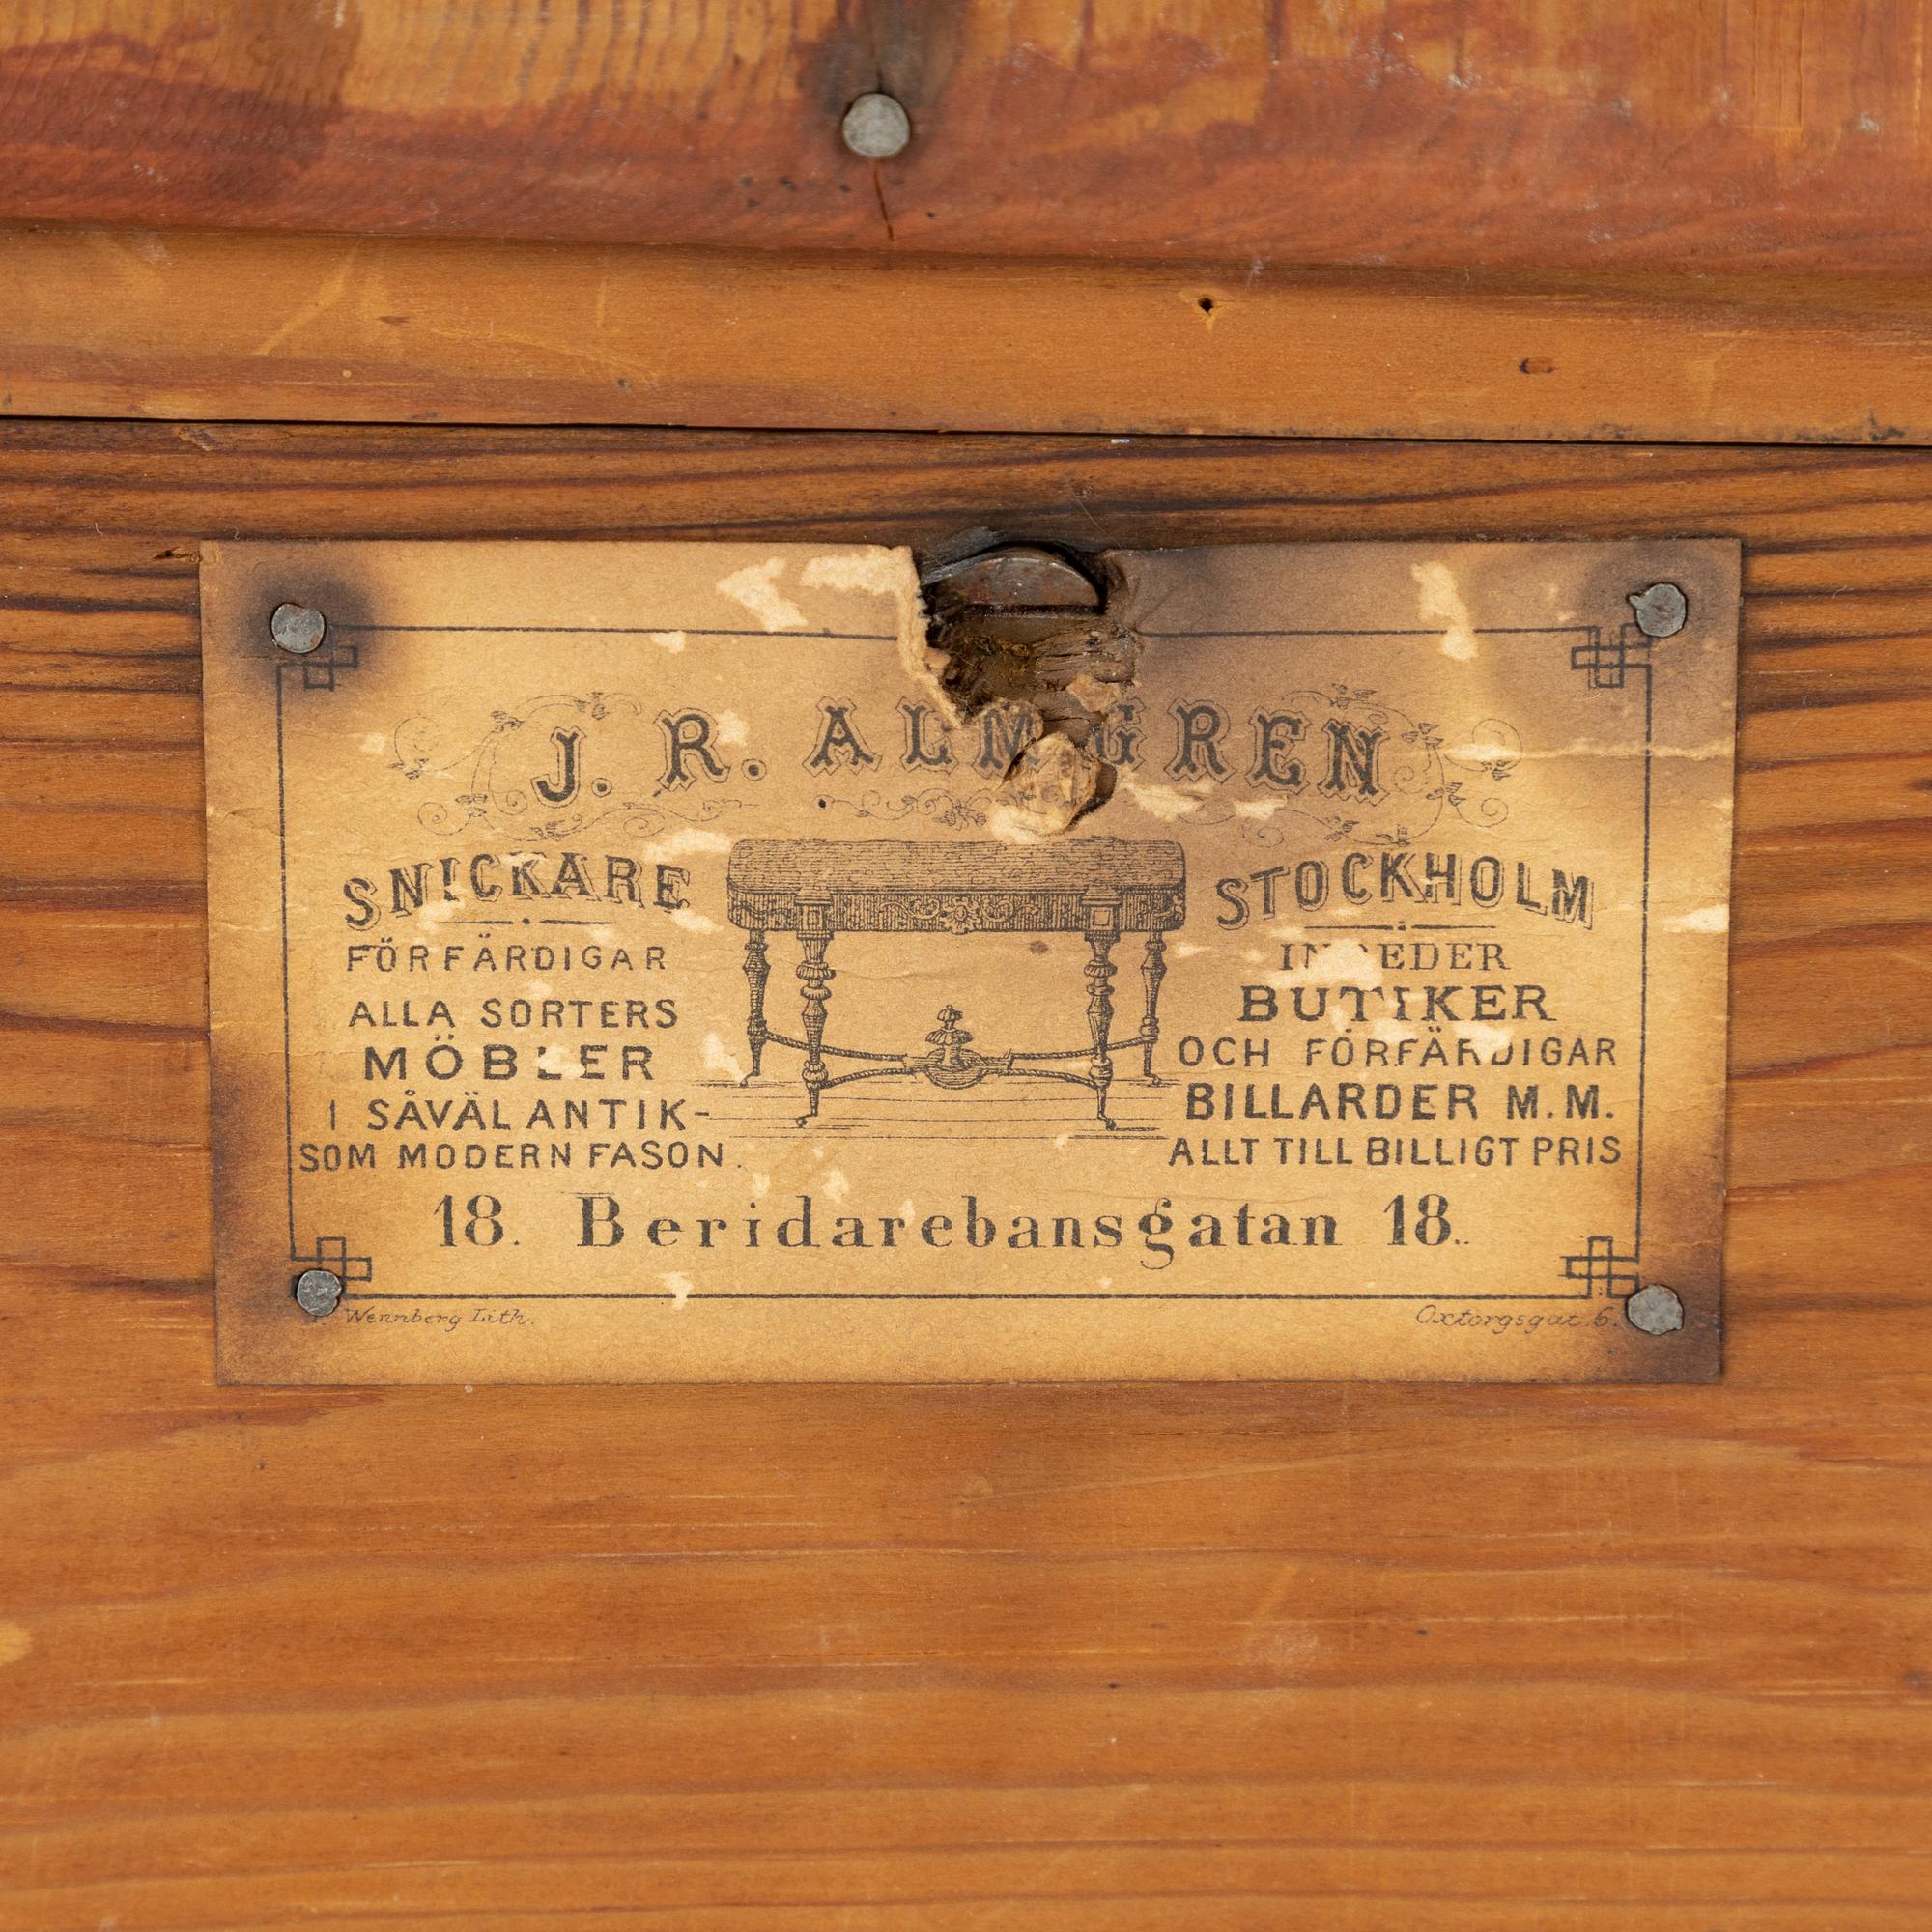 J. R. ALMGREN
SNICKARE
FÖRFÄRDIGAR
ALLA SORTERS
MÖBLER
I SÅVÄL ANTIK-
SOM MODERN FASON.
STOCKHOLM
INREDER
BUTIKER
OCH FÖRFÄRDIGAR
BILLARDER M.M.
ALLT TILL BILLIGT PRIS
18. Beridarebansgatan 18.
Wennberg Lith.
Oxtorgsgat. 6.